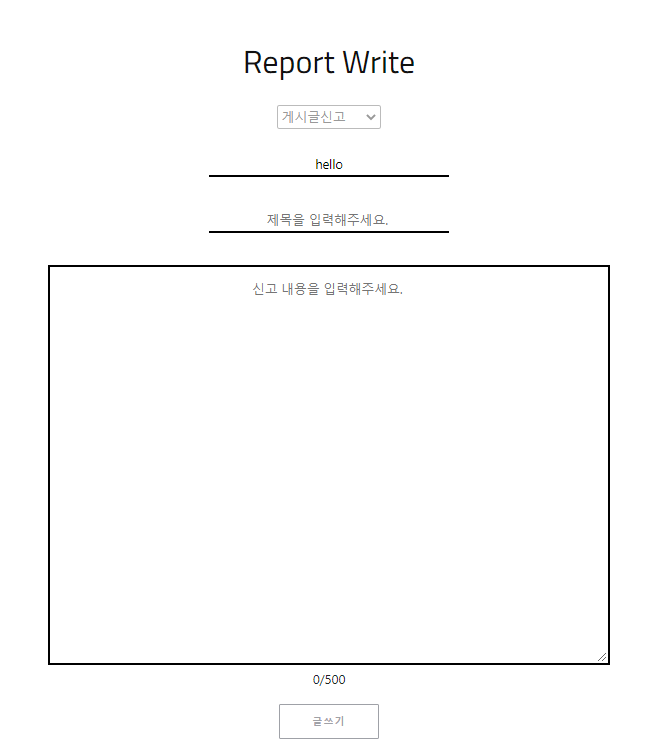 Report Write
게시글신고
hello
제목을 입력해주세요.
신고 내용을 입력해주세요.
0/500
글쓰기